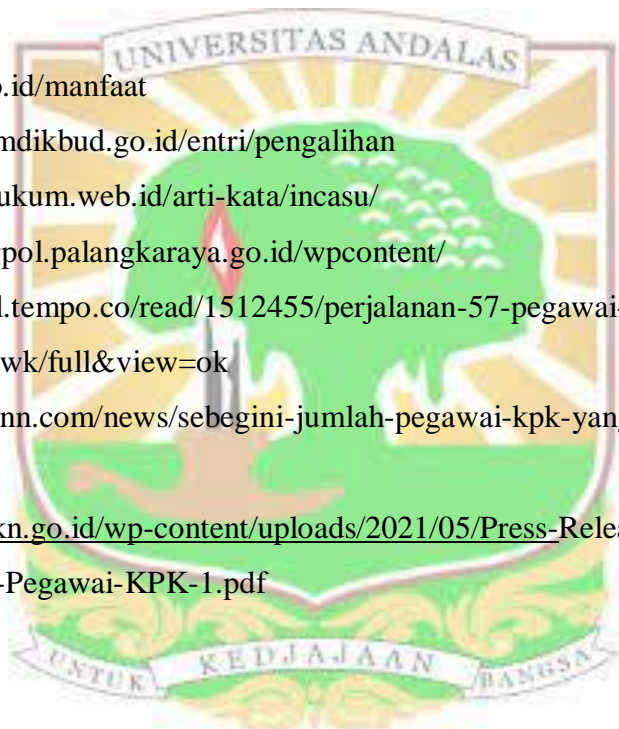 UNIVERSITAS ANDALAS
o.id/manfaat
mdikbud.go.id/entri/pengalihan
ukum.web.id/arti-kata/incasu/
gpol.palangkaraya.go.id/wpcontent/
l.tempo.co/read/1512455/perjalanan-57-pegawai-
wk/full&view=ok
nn.com/news/sebegini-jumlah-pegawai-kpk-yang
kn.go.id/wp-content/uploads/2021/05/Press-Relea
-Pegawai-KPK-1.pdf
UNTUK KEDJAJAAN BANGSA